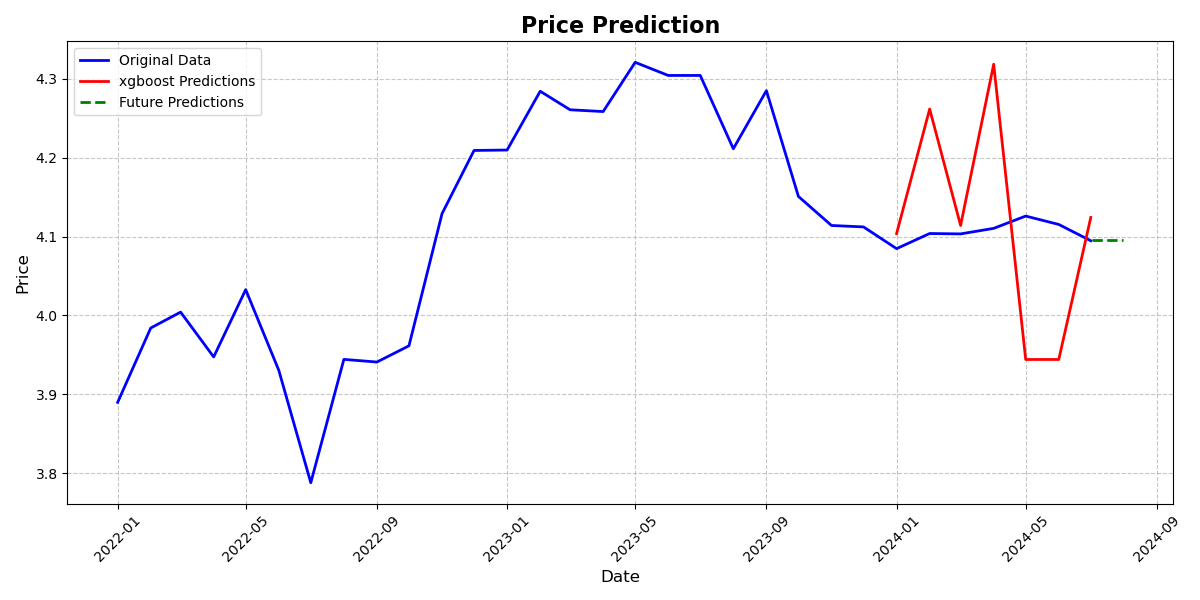 Price Prediction
Original Data
xgboost Predictions
Future Predictions
4.3
4.2
4.1
4.0
3.9
3.8
Price
2022-01
2022-05
2022-09
2023-01
2023-05
2023-09
2024-01
2024-05
2024-09
Date